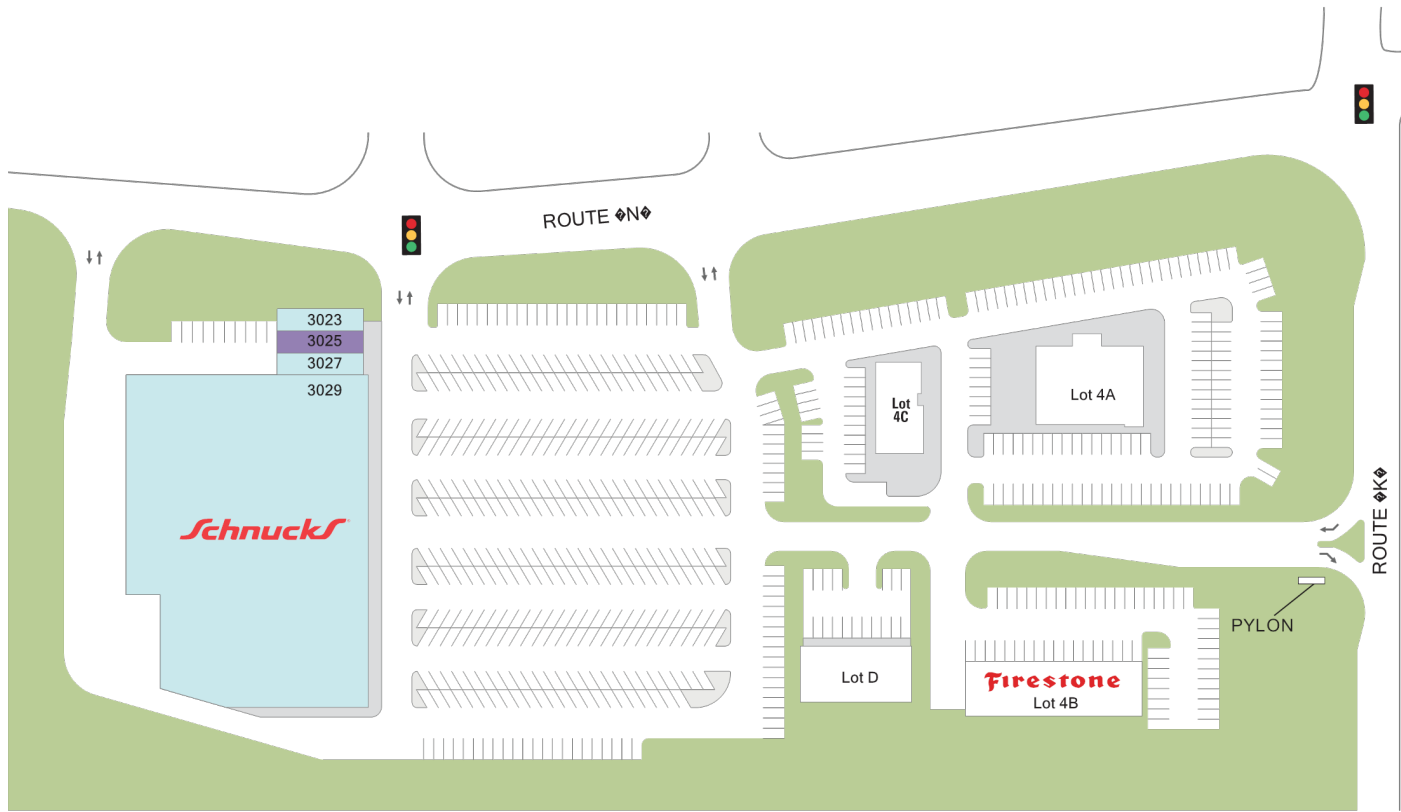 ROUTE �N�
3023
3025
3027
3029
Lot 4A
Lot
4C
Schnucks
ROUTE �K�
PYLON
Lot D
Firestone
Lot 4B